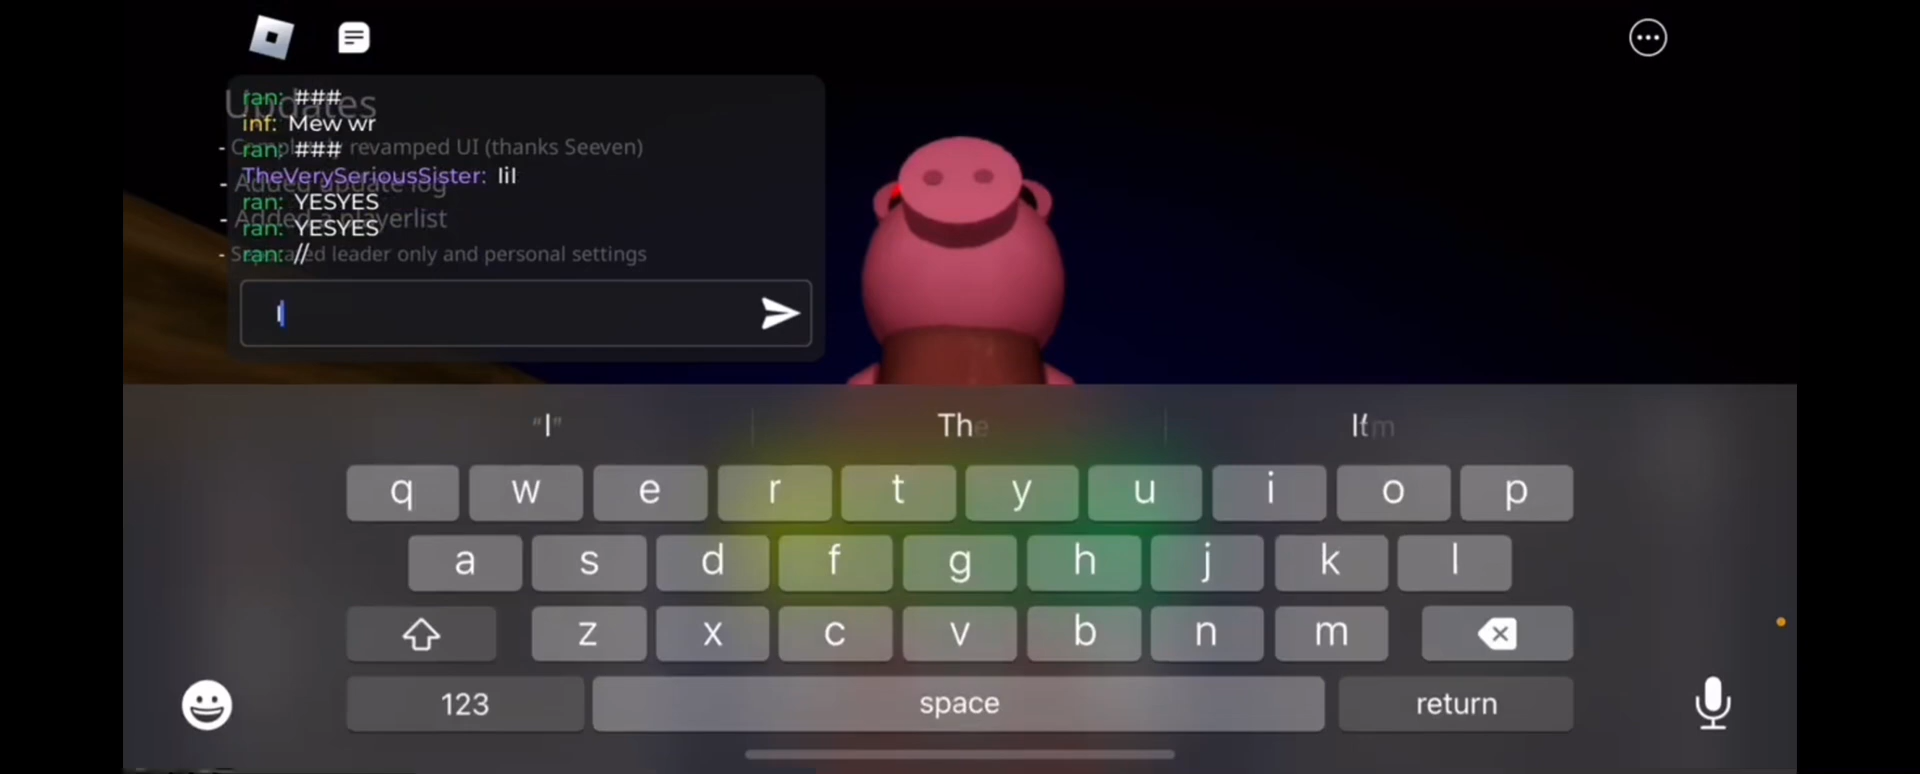 Updates
ran: ###
inf: Mew wr
- Completely revamped UI (thanks Seeven)
ran: ###
TheVerySeriousSister: lil
- Added update log
ran: YESYES
- Added a playerlist
ran: YESYES
- Separated leader only and personal settings
ran: //
"I" The
q w e r t y u i o p
a s d f g h j k l
z x c v b n m
123 space return